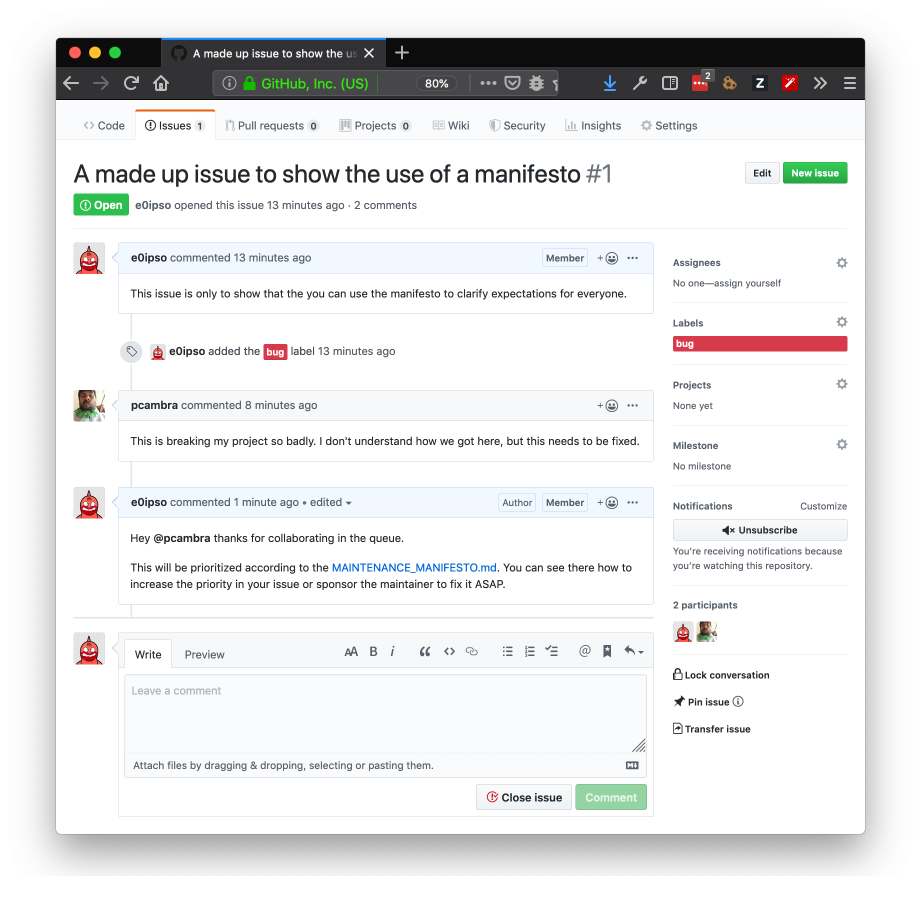 A made up issue to show the us
GitHub, Inc. (US)
80%
2
Z
Code
Issues 1
Pull requests 0
Projects 0
Wiki
Security
Insights
Settings
A made up issue to show the use of a manifesto #1
Edit
New issue
Open
e0ipso opened this issue 13 minutes ago · 2 comments
e0ipso commented 13 minutes ago
Member
This issue is only to show that the you can use the manifesto to clarify expectations for everyone.
e0ipso added the bug label 13 minutes ago
pcambra commented 8 minutes ago
This is breaking my project so badly. I don't understand how we got here, but this needs to be fixed.
e0ipso commented 1 minute ago • edited
Author
Member
Hey @pcambra thanks for collaborating in the queue.
This will be prioritized according to the MAINTENANCE_MANIFESTO.md. You can see there how to
increase the priority in your issue or sponsor the maintainer to fix it ASAP.
Write
Preview
AA B i
Leave a comment
Attach files by dragging & dropping, selecting or pasting them.
Close issue
Comment
Assignees
No one—assign yourself
Labels
bug
Projects
None yet
Milestone
No milestone
Notifications
Customize
Unsubscribe
You're receiving notifications because
you're watching this repository.
2 participants
Lock conversation
Pin issue
Transfer issue